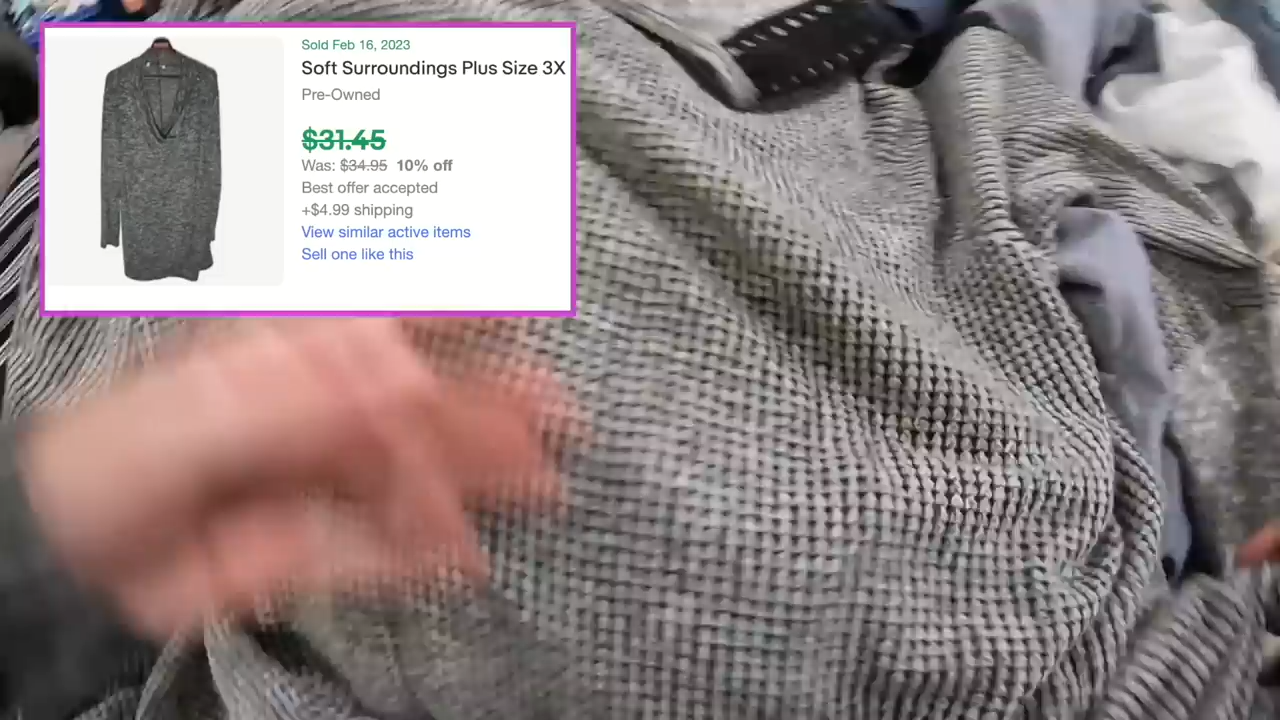 Sold Feb 16, 2023
Soft Surroundings Plus Size 3X
Pre-Owned
$31.45
Was: $34.95 10% off
Best offer accepted
+$4.99 shipping
View similar active items
Sell one like this